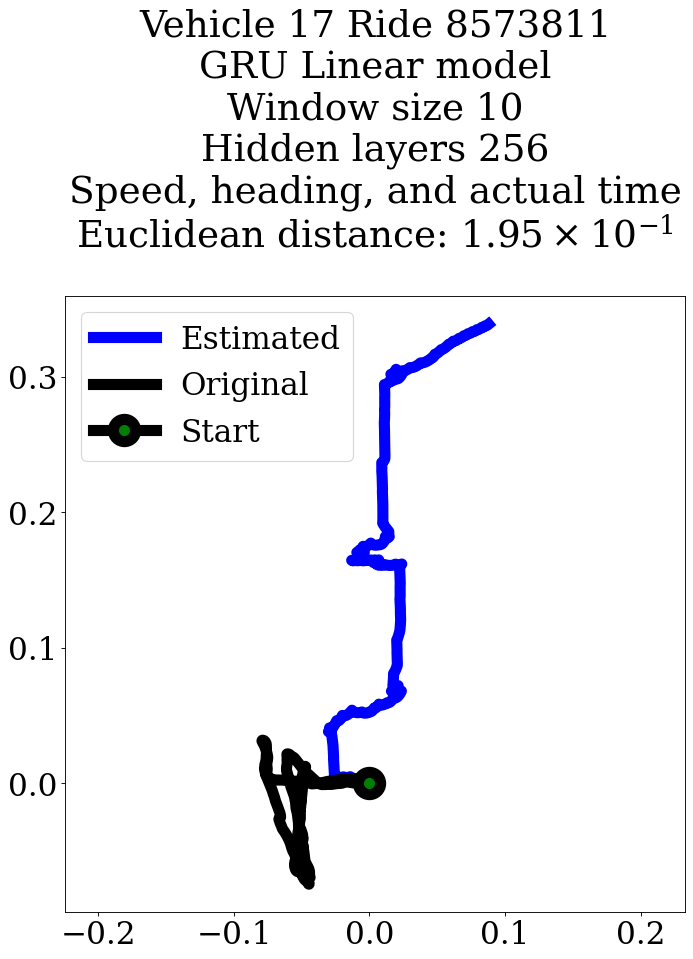 Vehicle 17 Ride 8573811
GRU Linear model
Window size 10
Hidden layers 256
Speed, heading, and actual time
Euclidean distance: 1.95 × 10⁻¹
Estimated
Original
Start
0.3
0.2
0.1
0.0
−0.2 −0.1 0.0 0.1 0.2